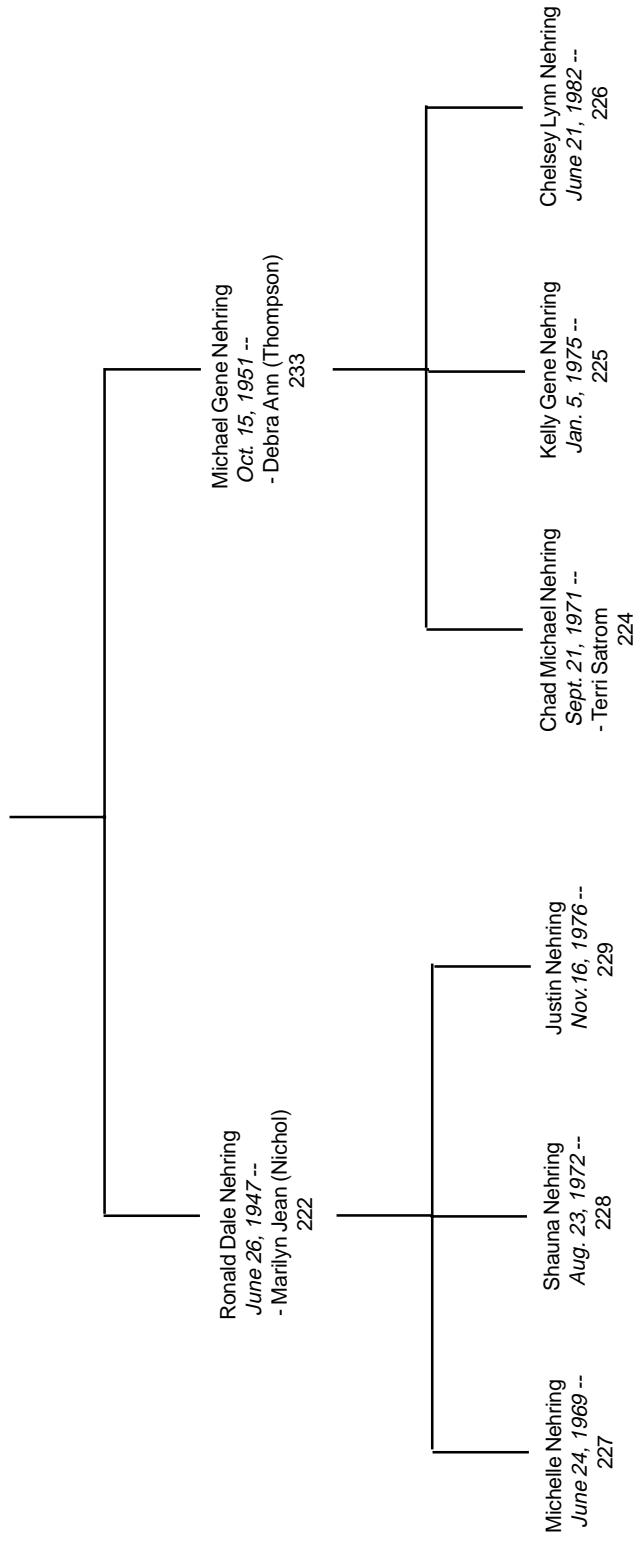 Ronald Dale Nehring
June 26, 1947 --
- Marilyn Jean (Nichol)
222
Michael Gene Nehring
Oct. 15, 1951 --
- Debra Ann (Thompson)
233
Michelle Nehring
June 24, 1969 --
227
Shauna Nehring
Aug. 23, 1972 --
228
Justin Nehring
Nov.16, 1976 --
229
Chad Michael Nehring
Sept. 21, 1971 --
- Terri Satrom
224
Kelly Gene Nehring
Jan. 5, 1975 --
225
Chelsey Lynn Nehring
June 21, 1982 --
226